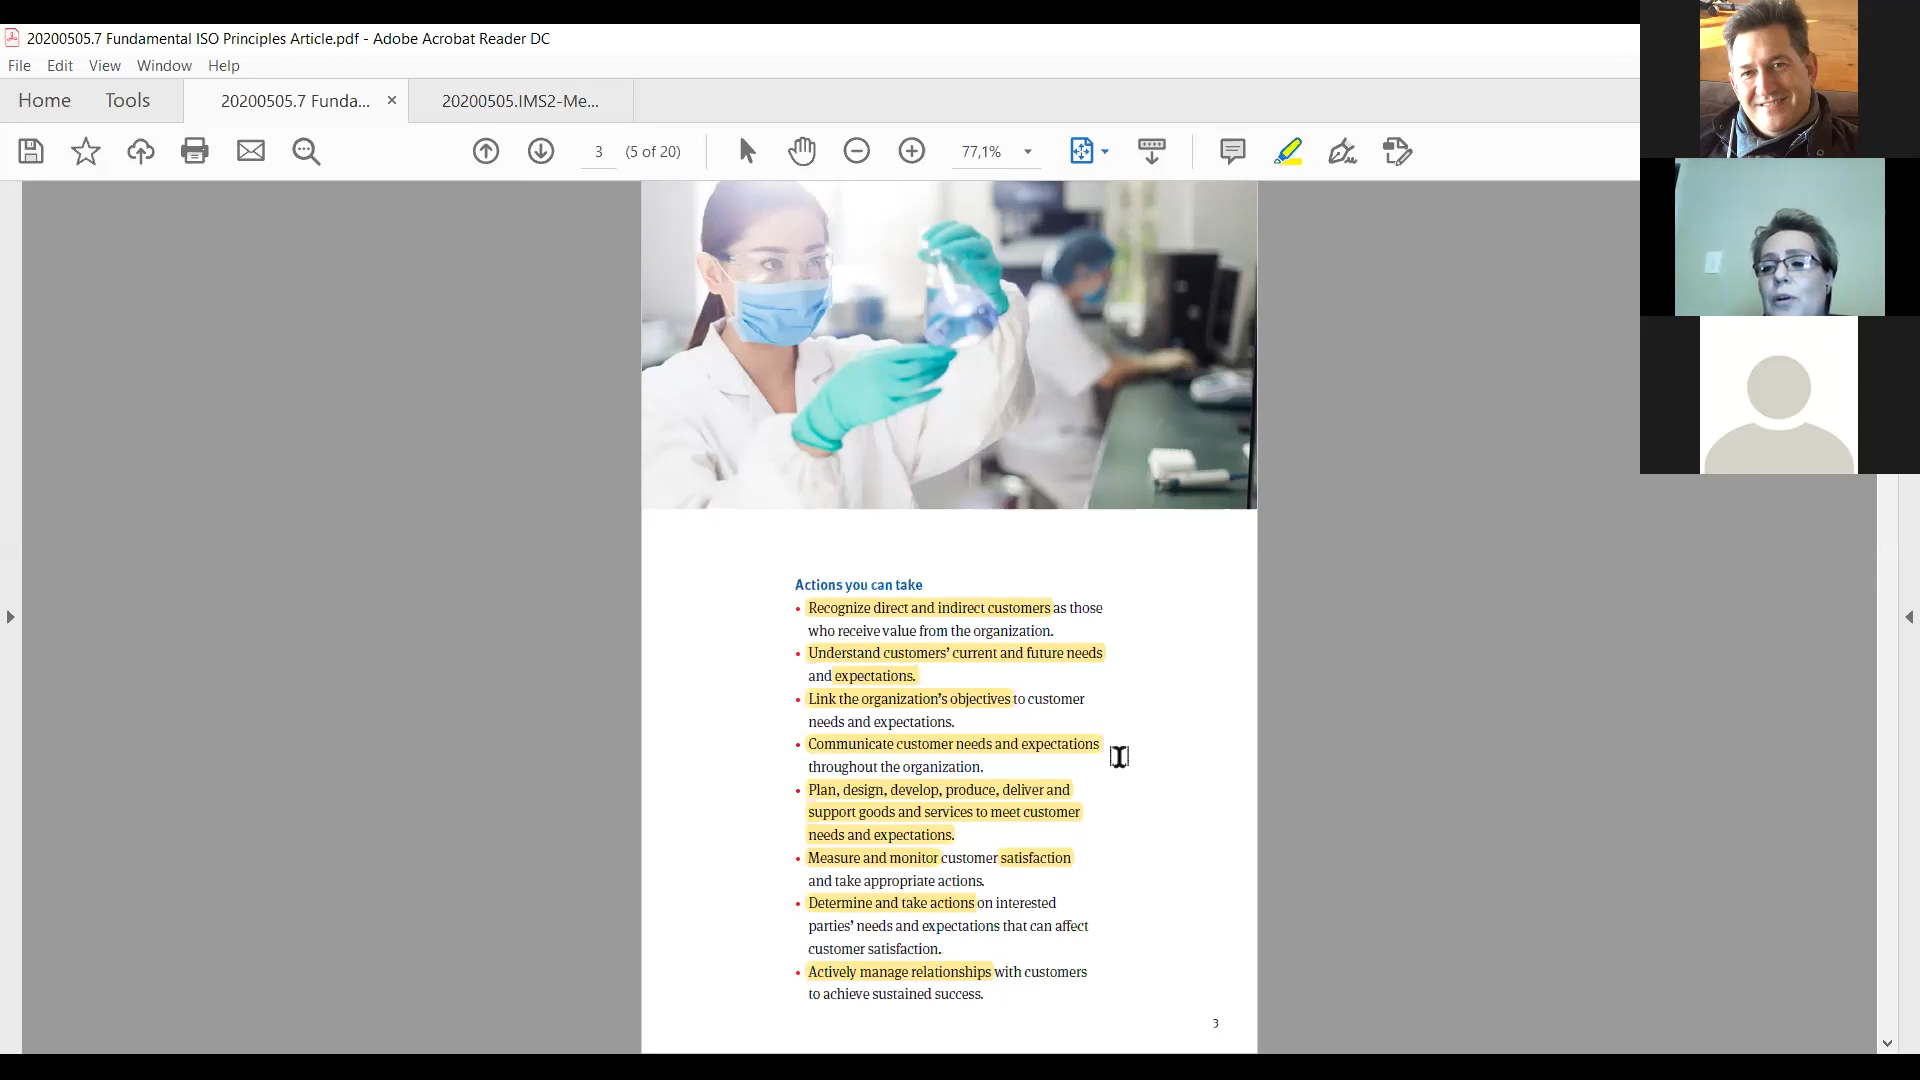 20200505.7 Fundamental ISO Principles Article.pdf - Adobe Acrobat Reader DC
File Edit View Window Help
Home Tools 20200505.7 Funda... × 20200505.IMS2-Me...
3 (5 of 20) 77,1%
Actions you can take
• Recognize direct and indirect customers as those
who receive value from the organization.
• Understand customers’ current and future needs
and expectations.
• Link the organization’s objectives to customer
needs and expectations.
• Communicate customer needs and expectations
throughout the organization.
• Plan, design, develop, produce, deliver and
support goods and services to meet customer
needs and expectations.
• Measure and monitor customer satisfaction
and take appropriate actions.
• Determine and take actions on interested
parties’ needs and expectations that can affect
customer satisfaction.
• Actively manage relationships with customers
to achieve sustained success.
3